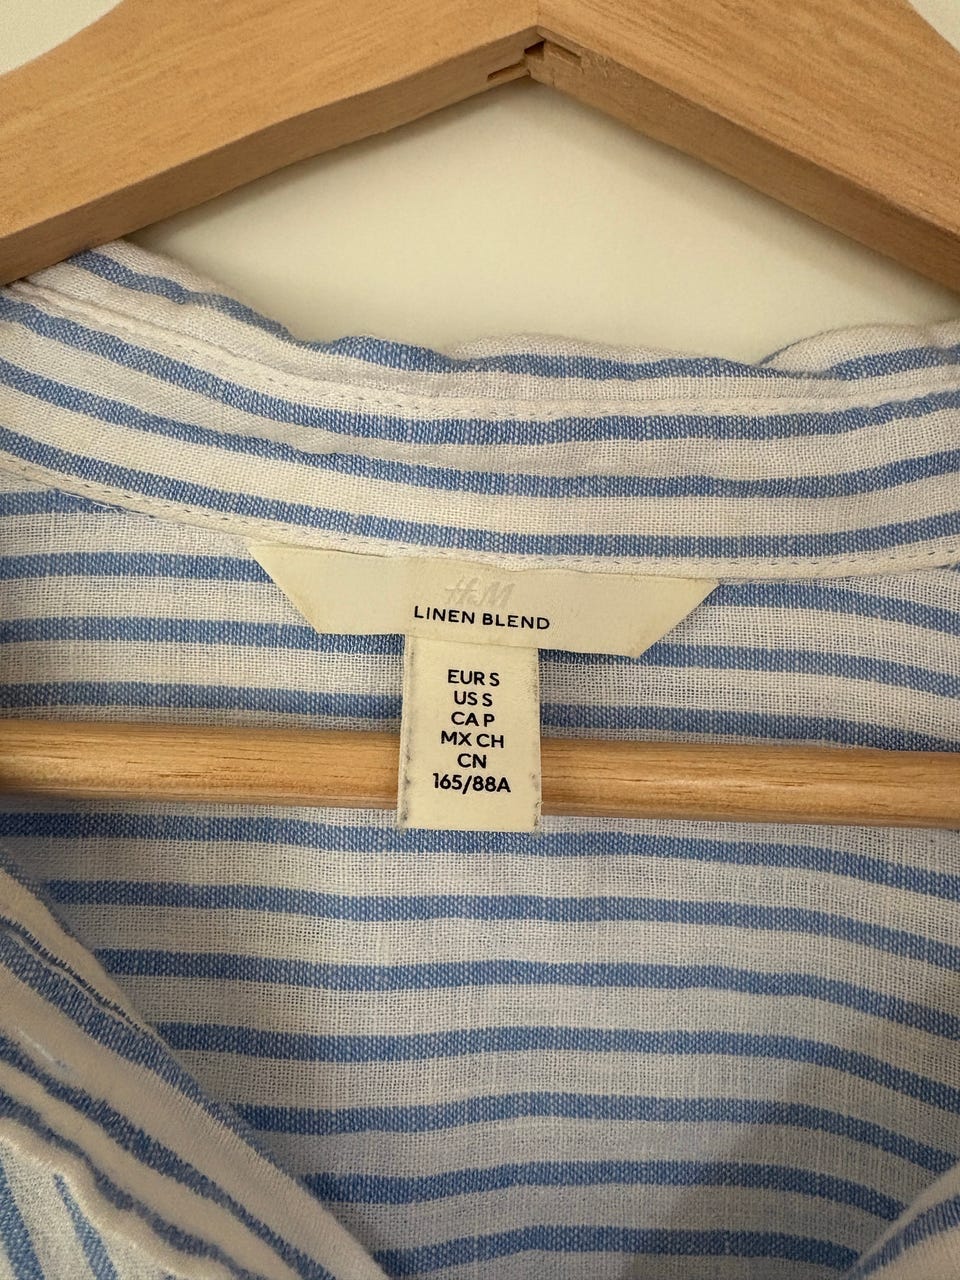 H&M
LINEN BLEND
EUR S
US S
CA P
MX CH
CN
165/88A